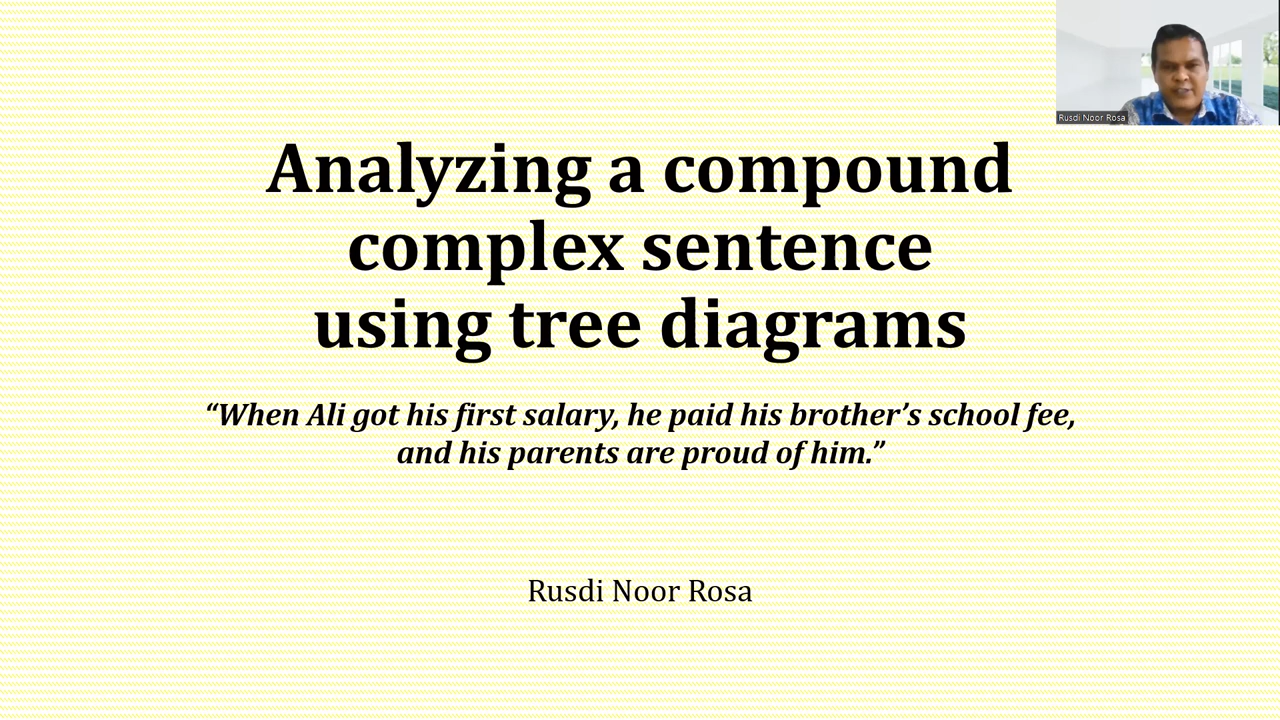 Rusdi Noor Rosa
Analyzing a compound
complex sentence
using tree diagrams
“When Ali got his first salary, he paid his brother’s school fee,
and his parents are proud of him.”
Rusdi Noor Rosa